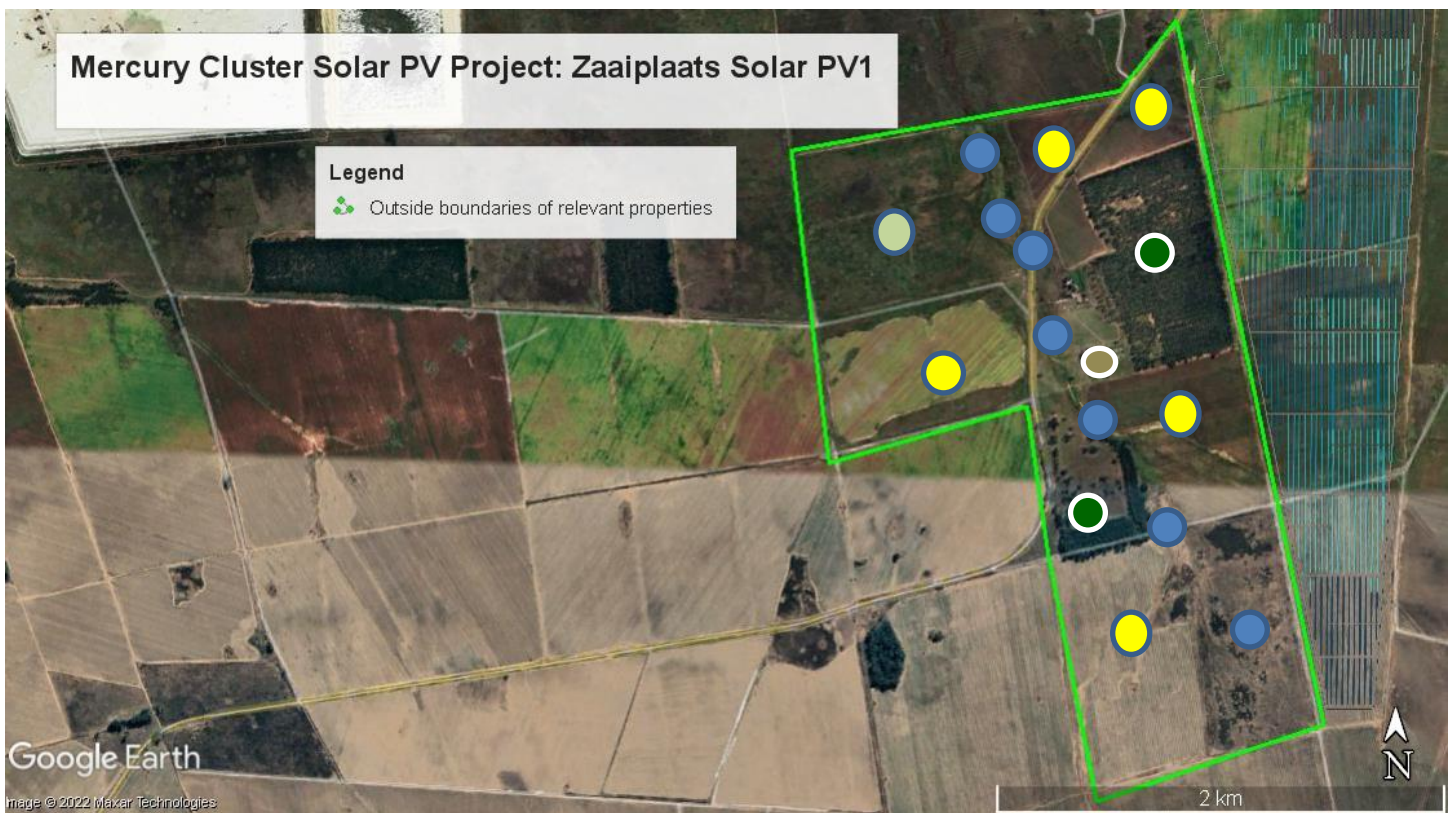 Mercury Cluster Solar PV Project: Zaaiplaats Solar PV1
Legend
Outside boundaries of relevant properties
Google Earth
Image © 2022 Maxar Technologies
N
2 km